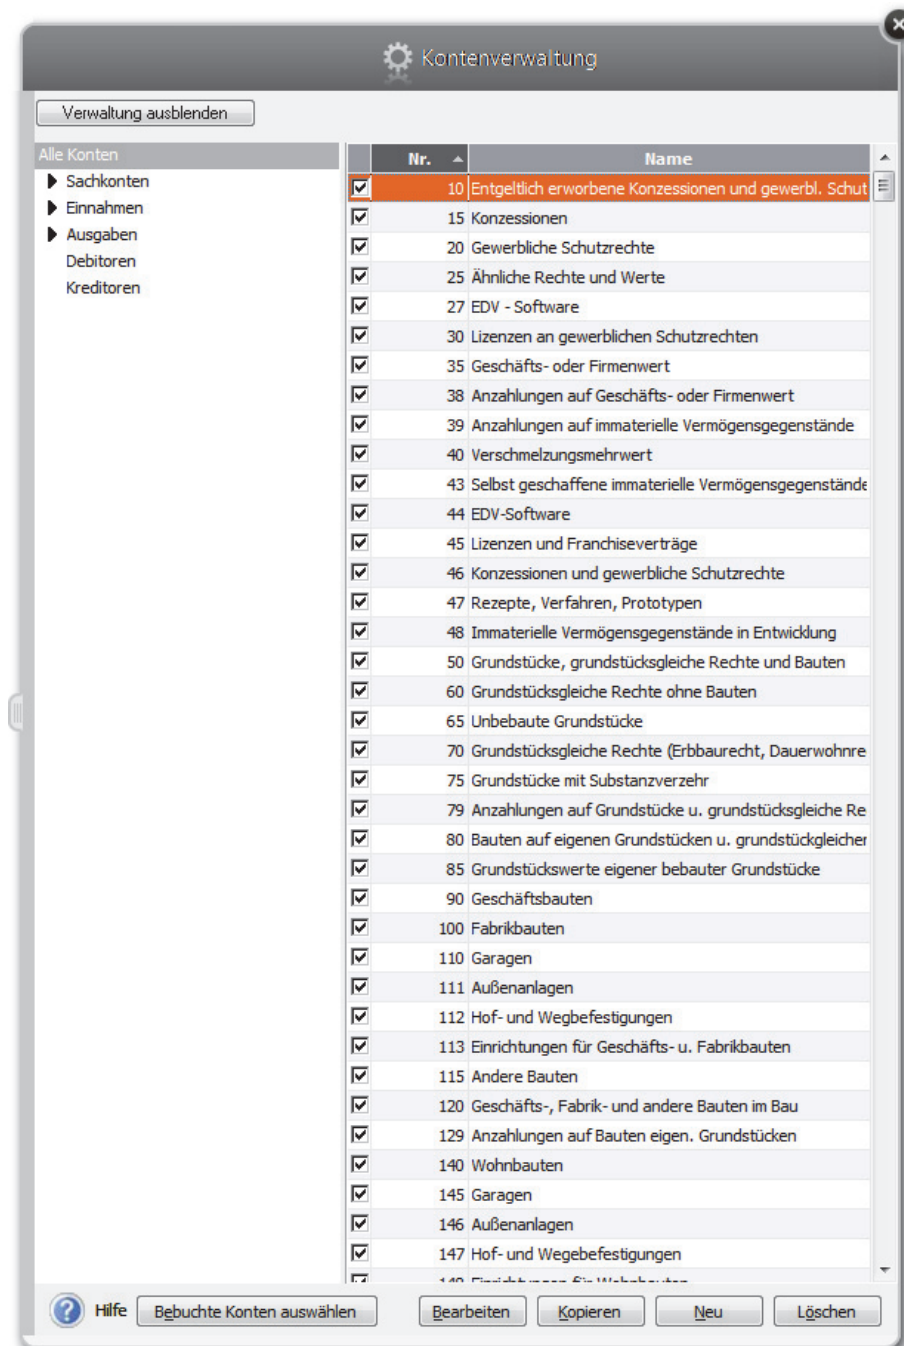 Kontenverwaltung
Verwaltung ausblenden
Alle Konten
Sachkonten
Einnahmen
Ausgaben
Debitoren
Kreditoren
Nr. Name
10 Entgeltlich erworbene Konzessionen und gewerbl. Schut
15 Konzessionen
20 Gewerbliche Schutzrechte
25 Ähnliche Rechte und Werte
27 EDV - Software
30 Lizenzen an gewerblichen Schutzrechten
35 Geschäfts- oder Firmenwert
38 Anzahlungen auf Geschäfts- oder Firmenwert
39 Anzahlungen auf immaterielle Vermögensgegenstände
40 Verschmelzungsmehrwert
43 Selbst geschaffene immaterielle Vermögensgegenstände
44 EDV-Software
45 Lizenzen und Franchiseverträge
46 Konzessionen und gewerbliche Schutzrechte
47 Rezepte, Verfahren, Prototypen
48 Immaterielle Vermögensgegenstände in Entwicklung
50 Grundstücke, grundstücksgleiche Rechte und Bauten
60 Grundstücksgleiche Rechte ohne Bauten
65 Unbebaute Grundstücke
70 Grundstücksgleiche Rechte (Erbbaurecht, Dauerwohnre
75 Grundstücke mit Substanzverzehr
79 Anzahlungen auf Grundstücke u. grundstücksgleiche Re
80 Bauten auf eigenen Grundstücken u. grundstückgleicher
85 Grundstückswerte eigener bebauter Grundstücke
90 Geschäftsbauten
100 Fabrikbauten
110 Garagen
111 Außenanlagen
112 Hof- und Wegbefestigungen
113 Einrichtungen für Geschäfts- u. Fabrikbauten
115 Andere Bauten
120 Geschäfts-, Fabrik- und andere Bauten im Bau
129 Anzahlungen auf Bauten eigen. Grundstücken
140 Wohnbauten
145 Garagen
146 Außenanlagen
147 Hof- und Wegebefestigungen
Hilfe Bebuchte Konten auswählen Bearbeiten Kopieren Neu Löschen